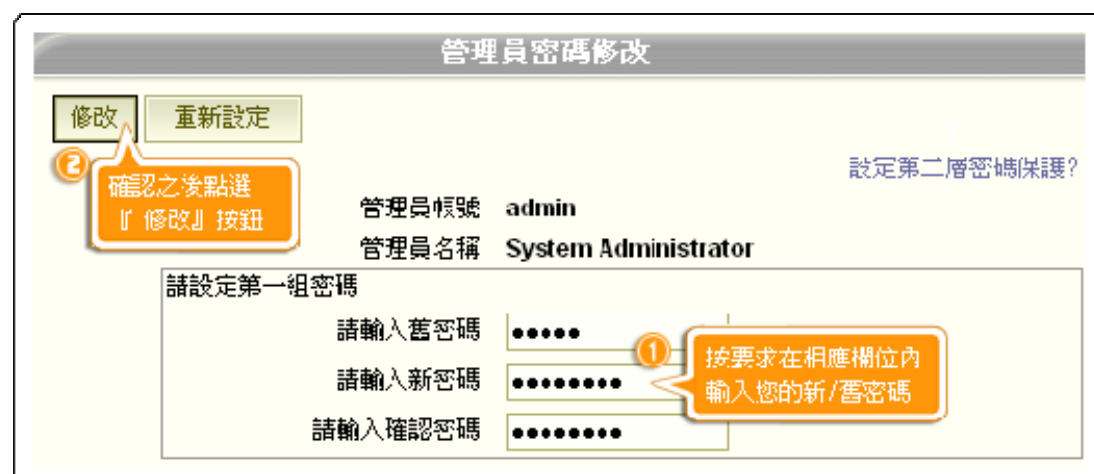 管理員密碼修改
修改 重新設定
2
確認之後點選
『修改』按鈕
設定第二層密碼保護?
管理員帳號 admin
管理員名稱 System Administrator
請設定第一組密碼
請輸入舊密碼 •••••
1
按要求在相應欄位內
輸入您的新/舊密碼
請輸入新密碼 ••••••••
請輸入確認密碼 ••••••••